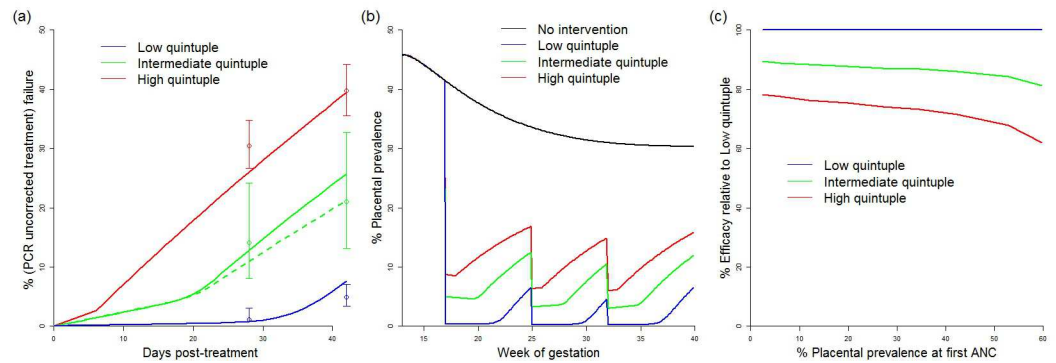 (a)
% (PCR uncorrected treatment) failure
50
40
30
20
10
0
Low quintuple
Intermediate quintuple
High quintuple
0 10 20 30 40
Days post-treatment
(b)
% Placental prevalence
50
40
30
20
10
0
No intervention
Low quintuple
Intermediate quintuple
High quintuple
15 20 25 30 35 40
Week of gestation
(c)
% Efficacy relative to Low quintuple
100
80
60
40
20
0
Low quintuple
Intermediate quintuple
High quintuple
0 10 20 30 40 50 60
% Placental prevalence at first ANC